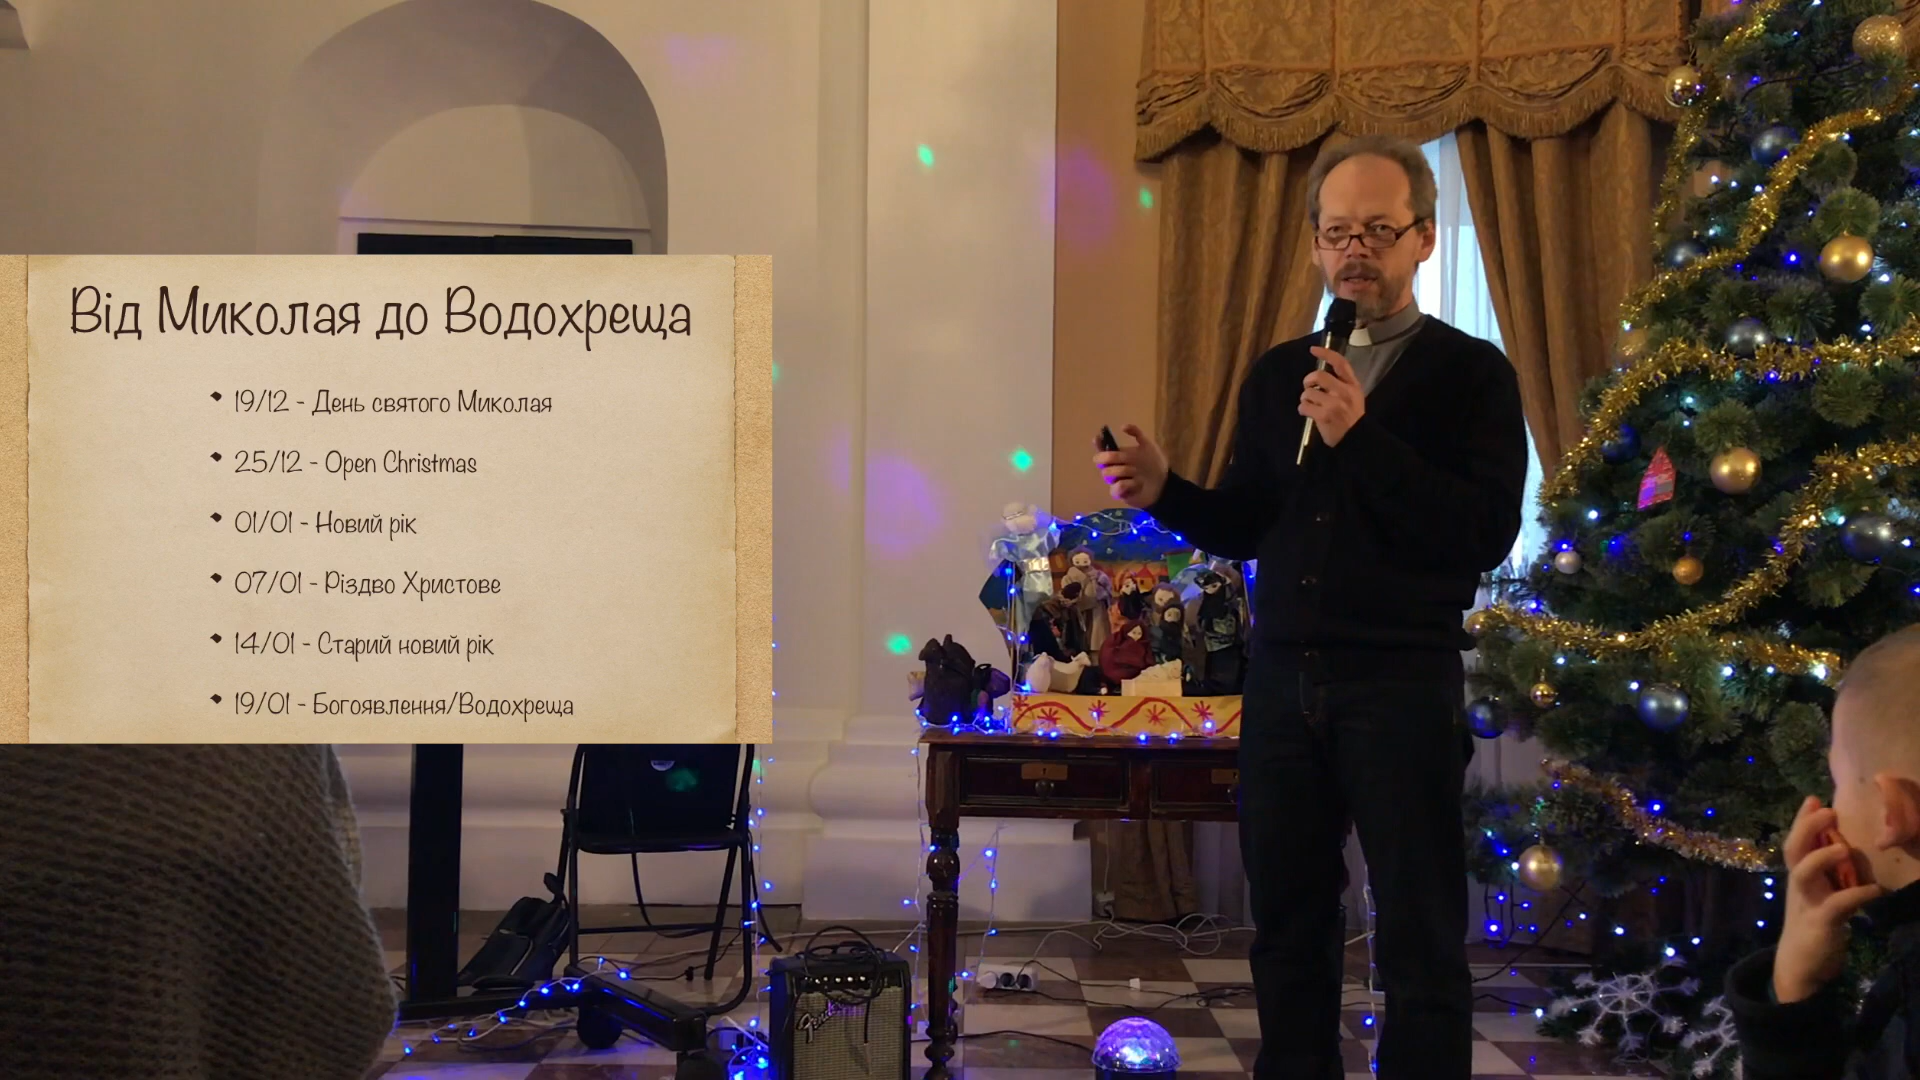 Від Миколая до Водохреща
19/12 - День святого Миколая
25/12 - Open Christmas
01/01 - Новий рік
07/01 - Різдво Христове
14/01 - Старий новий рік
19/01 - Богоявлення/Водохреща
Fender